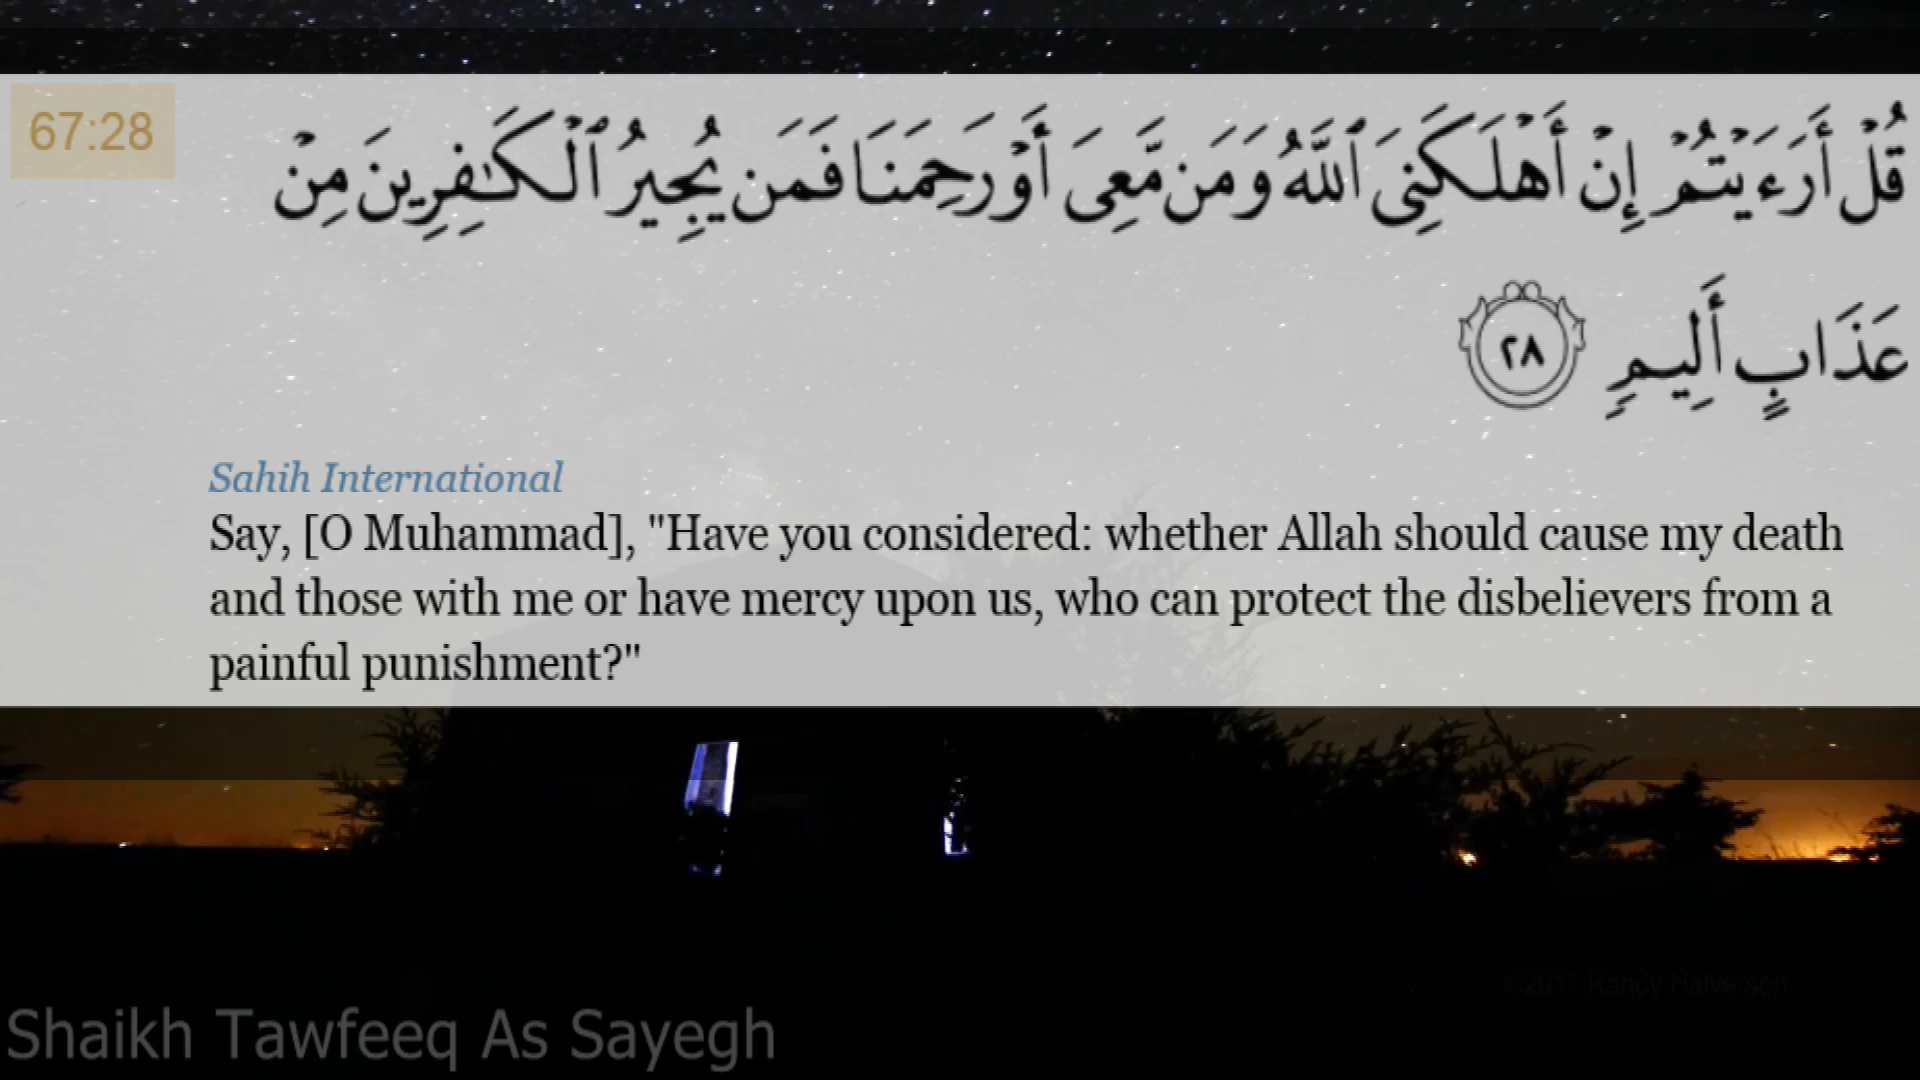 67:28
قُلْ أَرَءَيْتُمْ إِنْ أَهْلَكَنِىَ ٱللَّهُ وَمَن مَّعِىَ أَوْ رَحِمَنَا فَمَن يُجِيرُ ٱلْكَـٰفِرِينَ مِنْ
عَذَابٍ أَلِيمٍ ٢٨
Sahih International
Say, [O Muhammad], "Have you considered: whether Allah should cause my death
and those with me or have mercy upon us, who can protect the disbelievers from a
painful punishment?"
Randy Halverson
Shaikh Tawfeeq As Sayegh